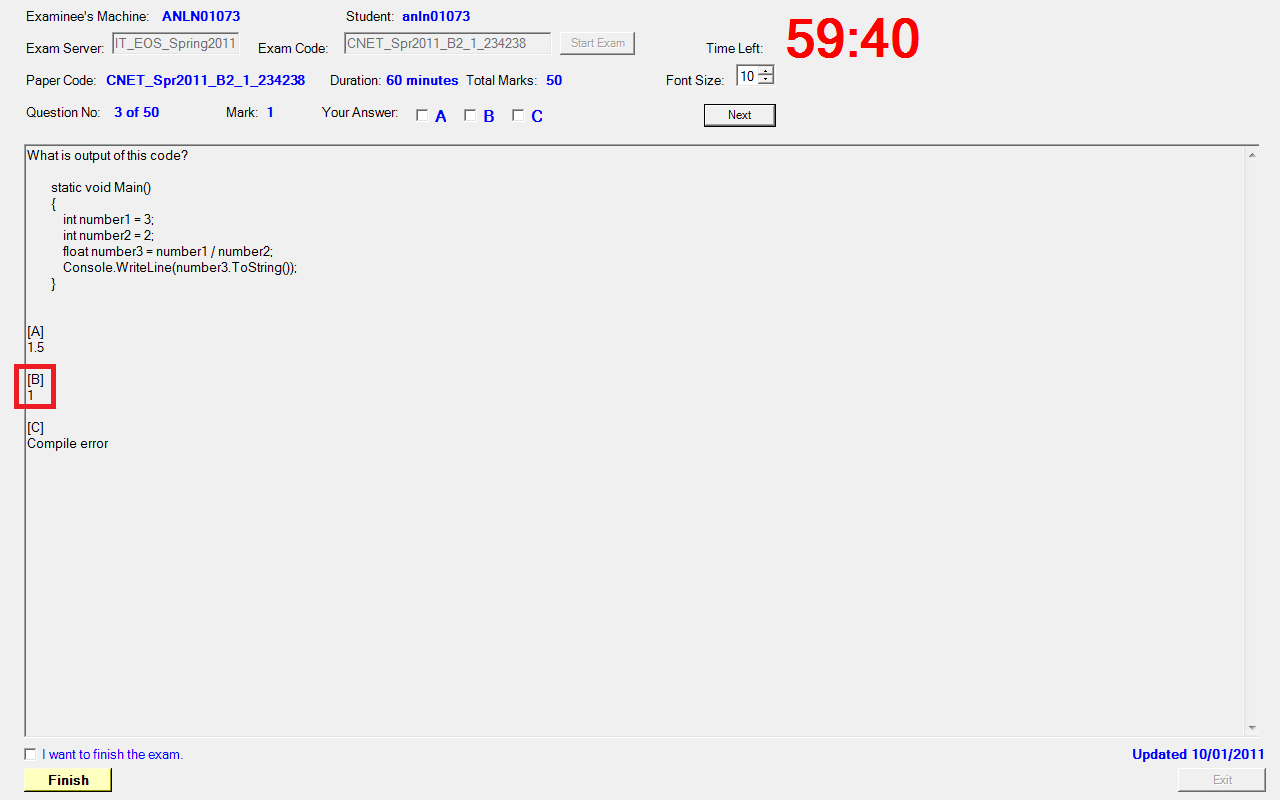 Examinee's Machine: ANLN01073 Student: anln01073
Exam Server: IT_EOS_Spring2011 Exam Code: CNET_Spr2011_B2_1_234238 Start Exam Time Left: 59:40
Paper Code: CNET_Spr2011_B2_1_234238 Duration: 60 minutes Total Marks: 50 Font Size: 10
Question No: 3 of 50 Mark: 1 Your Answer: A B C Next
What is output of this code?
static void Main()
{
int number1 = 3;
int number2 = 2;
float number3 = number1 / number2;
Console.WriteLine(number3.ToString());
}
[A]
1.5
[B]
1
[C]
Compile error
I want to finish the exam. Updated 10/01/2011
Finish Exit